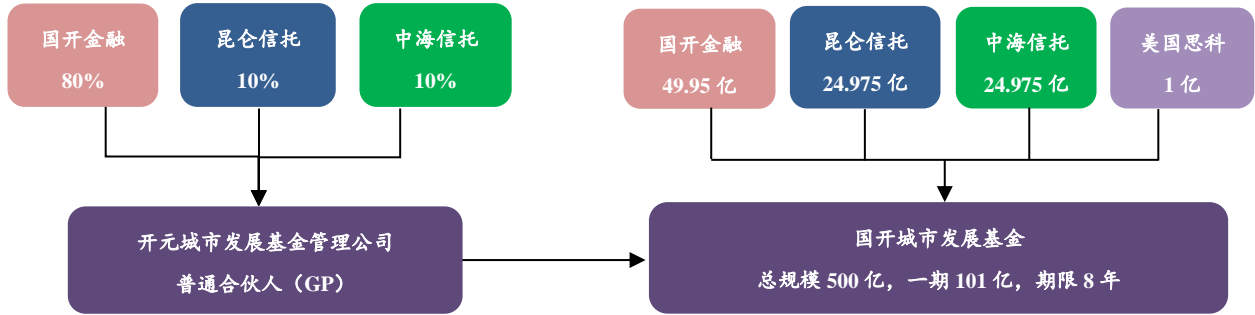 国开金融
80%
昆仑信托
10%
中海信托
10%
国开金融
49.95 亿
昆仑信托
24.975 亿
中海信托
24.975 亿
美国思科
1 亿
开元城市发展基金管理公司
普通合伙人（GP）
国开城市发展基金
总规模 500 亿，一期 101 亿，期限 8 年